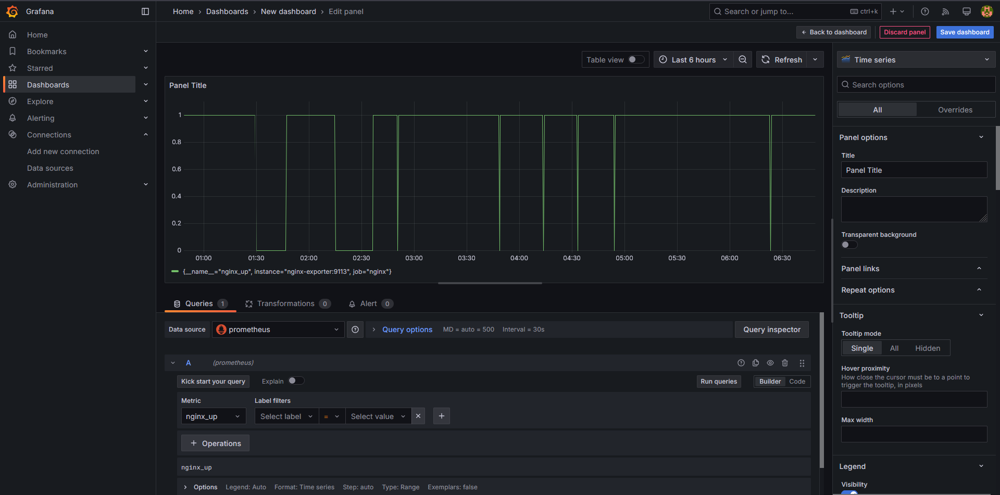 Grafana
Home › Dashboards › New dashboard › Edit panel
Search or jump to... ctrl+k
Back to dashboard
Discard panel
Save dashboard
Home
Bookmarks
Starred
Dashboards
Explore
Alerting
Connections
Add new connection
Data sources
Administration
Table view
Last 6 hours
Refresh
Panel Title
1
0.8
0.6
0.4
0.2
0
01:00 01:30 02:00 02:30 03:00 03:30 04:00 04:30 05:00 05:30 06:00 06:30
{__name__="nginx_up", instance="nginx-exporter:9113", job="nginx"}
Queries 1
Transformations 0
Alert 0
Data source
prometheus
Query options MD = auto = 500 Interval = 30s
Query inspector
A (prometheus)
Kick start your query
Explain
Run queries
Builder Code
Metric
Label filters
nginx_up
Select label = Select value
+ Operations
nginx_up
Options Legend: Auto Format: Time series Step: auto Type: Range Exemplars: false
Time series
Search options
All Overrides
Panel options
Title
Panel Title
Description
Transparent background
Panel links
Repeat options
Tooltip
Tooltip mode
Single All Hidden
Hover proximity
How close the cursor must be to a point to
trigger the tooltip, in pixels
Max width
Legend
Visibility